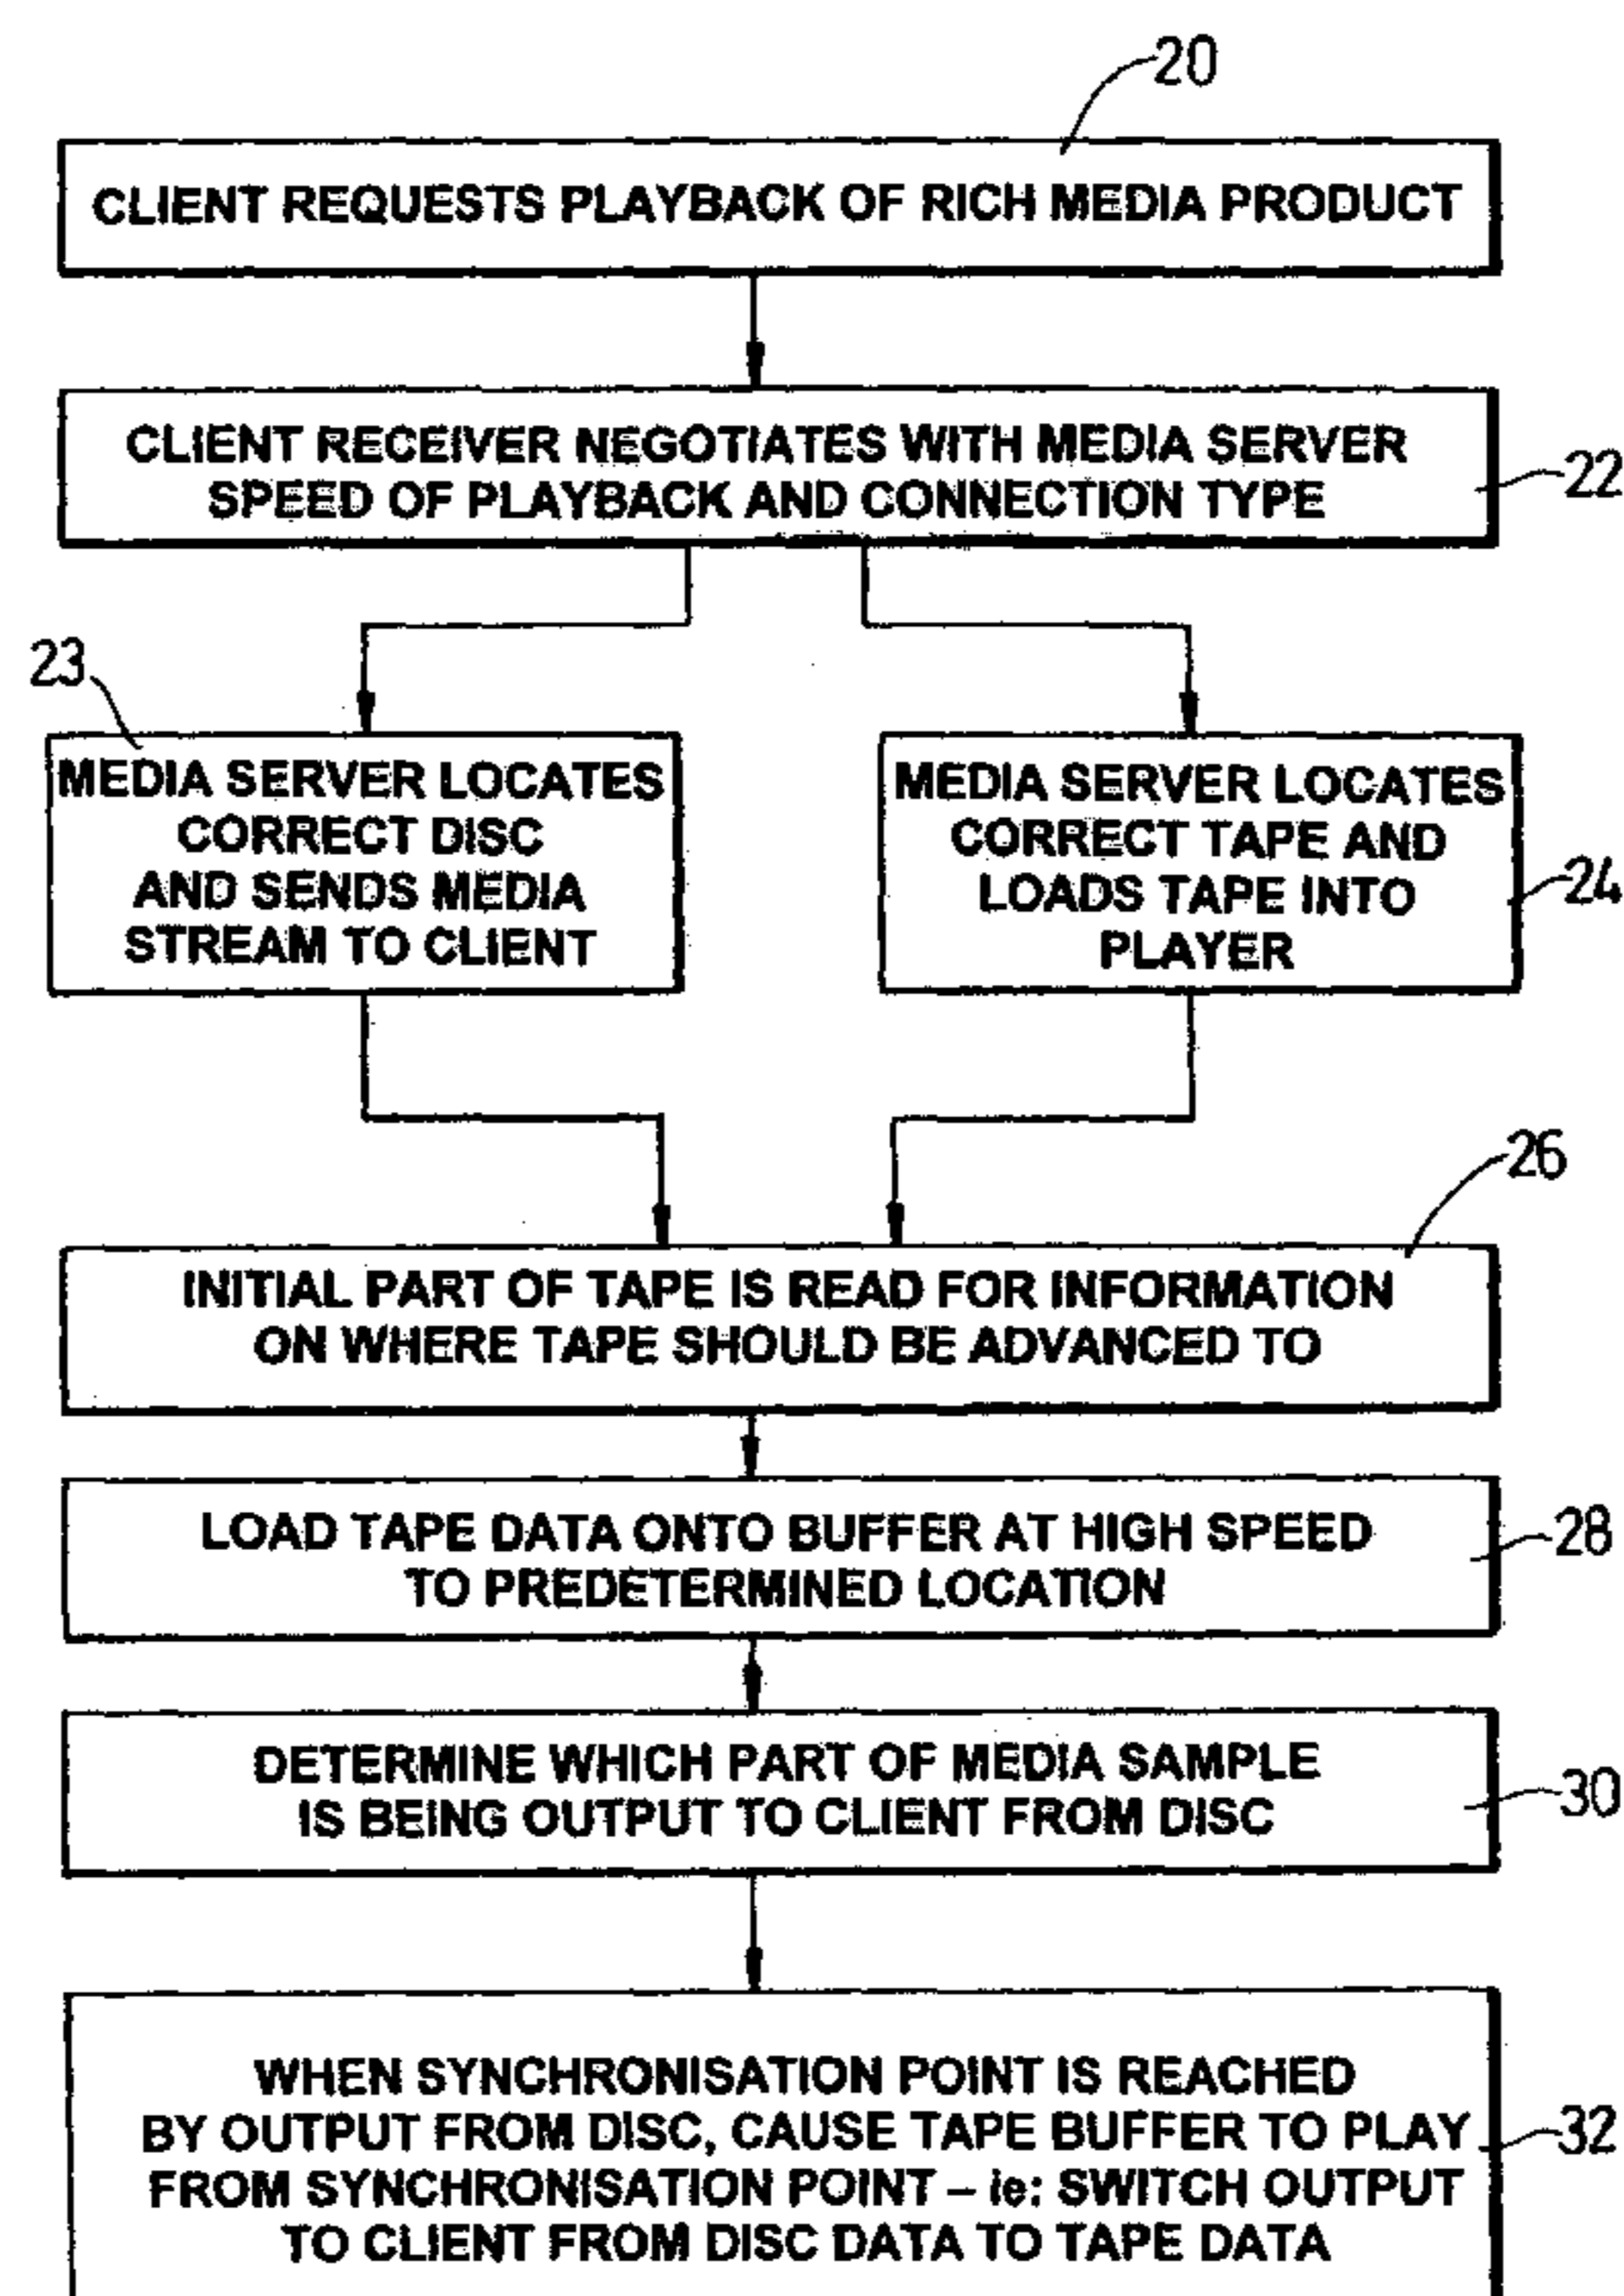 20
CLIENT REQUESTS PLAYBACK OF RICH MEDIA PRODUCT
CLIENT RECEIVER NEGOTIATES WITH MEDIA SERVER
SPEED OF PLAYBACK AND CONNECTION TYPE
22
23
MEDIA SERVER LOCATES
CORRECT DISC
AND SENDS MEDIA
STREAM TO CLIENT
MEDIA SERVER LOCATES
CORRECT TAPE AND
LOADS TAPE INTO
PLAYER
24
26
INITIAL PART OF TAPE IS READ FOR INFORMATION
ON WHERE TAPE SHOULD BE ADVANCED TO
LOAD TAPE DATA ONTO BUFFER AT HIGH SPEED
TO PREDETERMINED LOCATION
28
DETERMINE WHICH PART OF MEDIA SAMPLE
IS BEING OUTPUT TO CLIENT FROM DISC
30
WHEN SYNCHRONISATION POINT IS REACHED
BY OUTPUT FROM DISC, CAUSE TAPE BUFFER TO PLAY
FROM SYNCHRONISATION POINT – ie: SWITCH OUTPUT
TO CLIENT FROM DISC DATA TO TAPE DATA
32